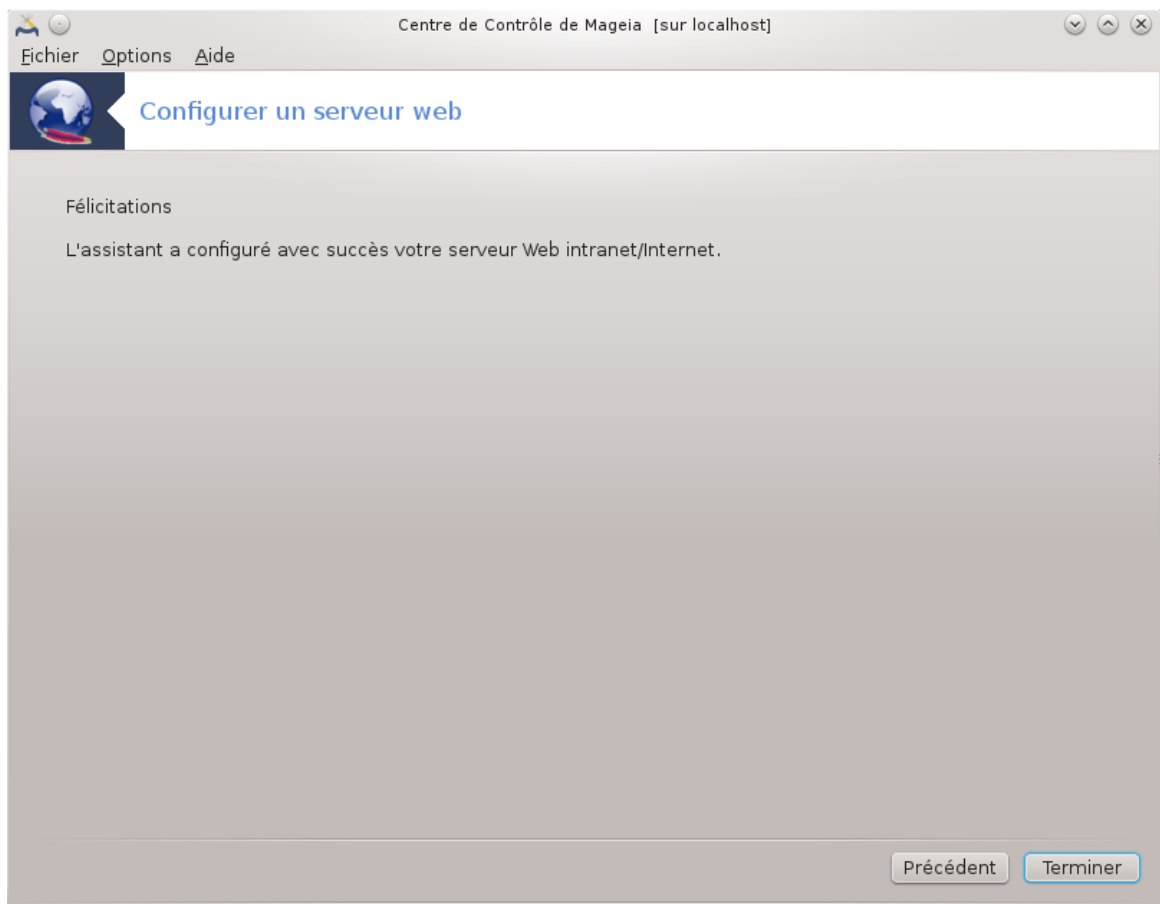 Centre de Contrôle de Mageia [sur localhost]
Fichier Options Aide
Configurer un serveur web
Félicitations
L'assistant a configuré avec succès votre serveur Web intranet/Internet.
Précédent Terminer